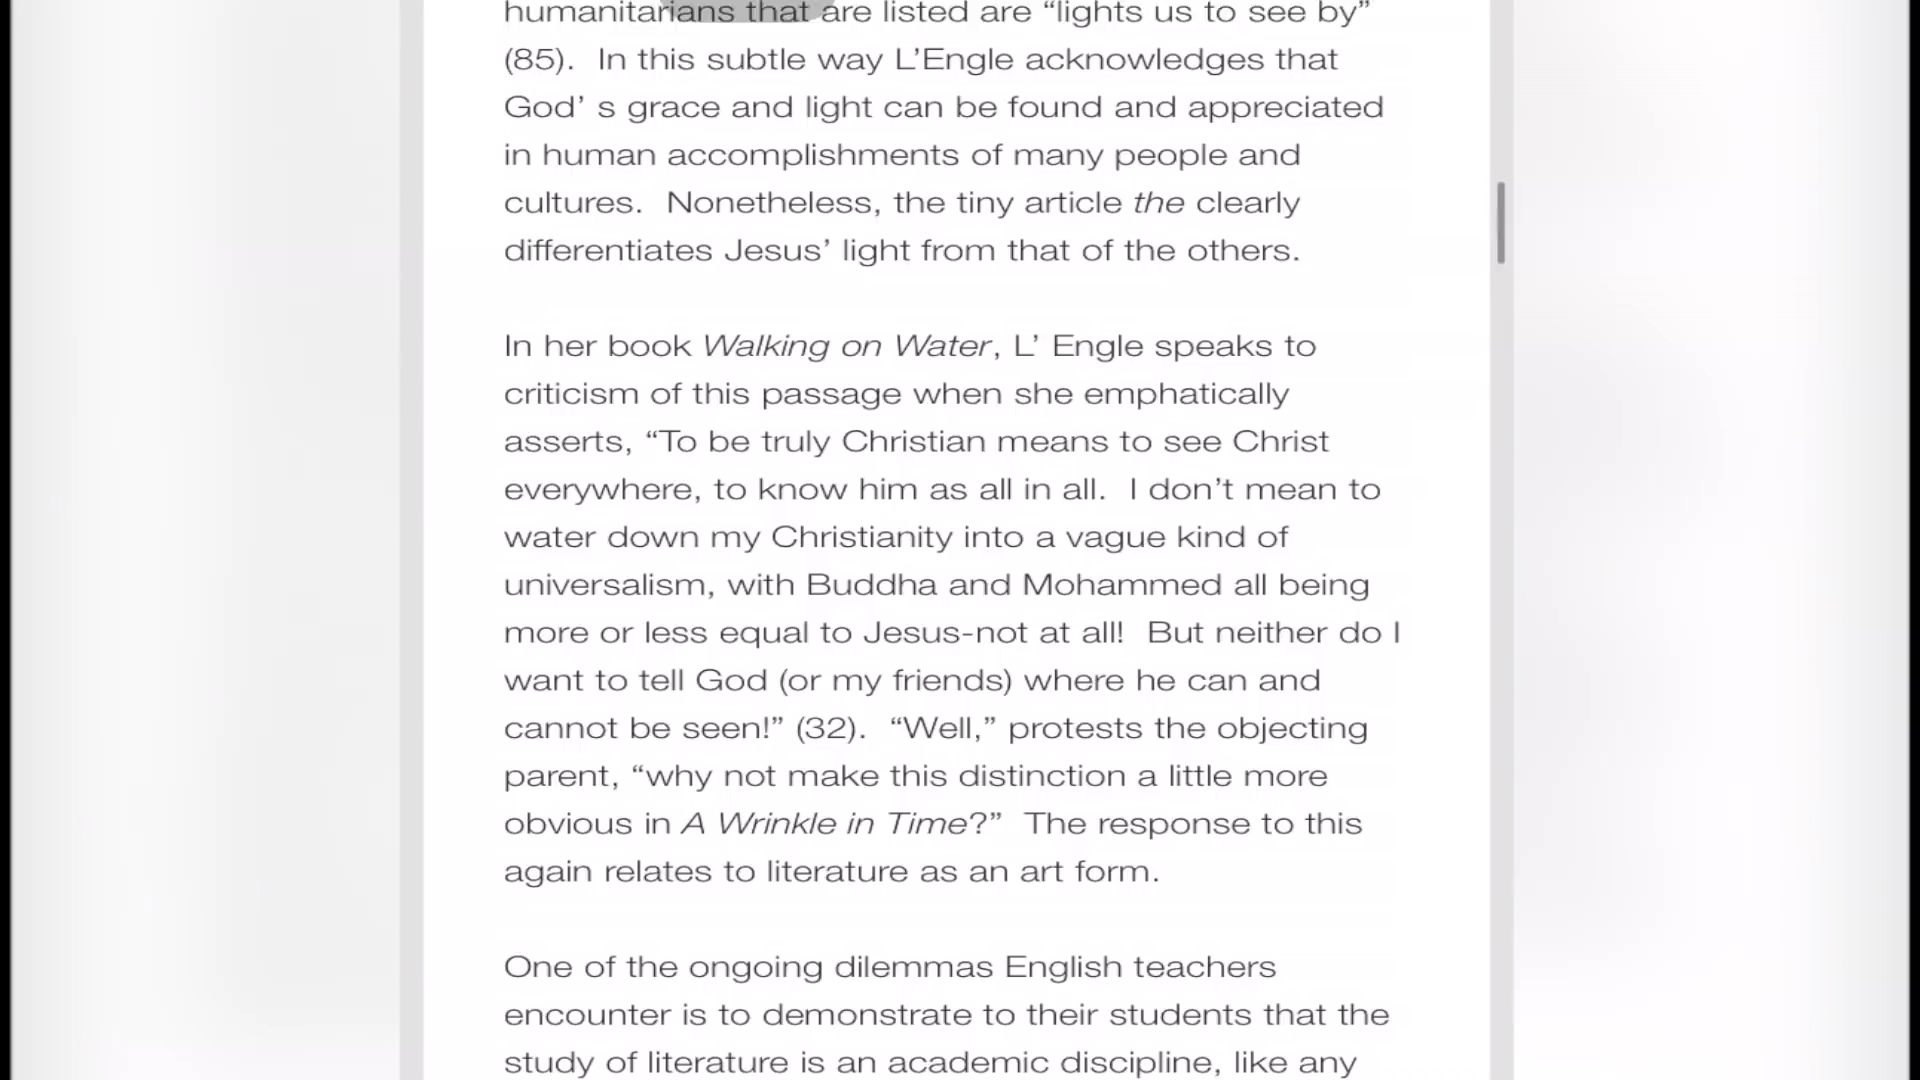 humanitarians that are listed are “lights us to see by”
(85).  In this subtle way L’Engle acknowledges that
God’ s grace and light can be found and appreciated
in human accomplishments of many people and
cultures.  Nonetheless, the tiny article the clearly
differentiates Jesus’ light from that of the others.
In her book Walking on Water, L’ Engle speaks to
criticism of this passage when she emphatically
asserts, “To be truly Christian means to see Christ
everywhere, to know him as all in all.  I don’t mean to
water down my Christianity into a vague kind of
universalism, with Buddha and Mohammed all being
more or less equal to Jesus-not at all!  But neither do I
want to tell God (or my friends) where he can and
cannot be seen!” (32).  “Well,” protests the objecting
parent, “why not make this distinction a little more
obvious in A Wrinkle in Time?”  The response to this
again relates to literature as an art form.
One of the ongoing dilemmas English teachers
encounter is to demonstrate to their students that the
study of literature is an academic discipline, like any